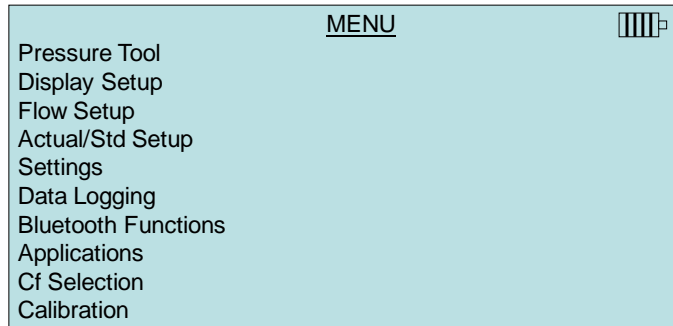 MENU
Pressure Tool
Display Setup
Flow Setup
Actual/Std Setup
Settings
Data Logging
Bluetooth Functions
Applications
Cf Selection
Calibration